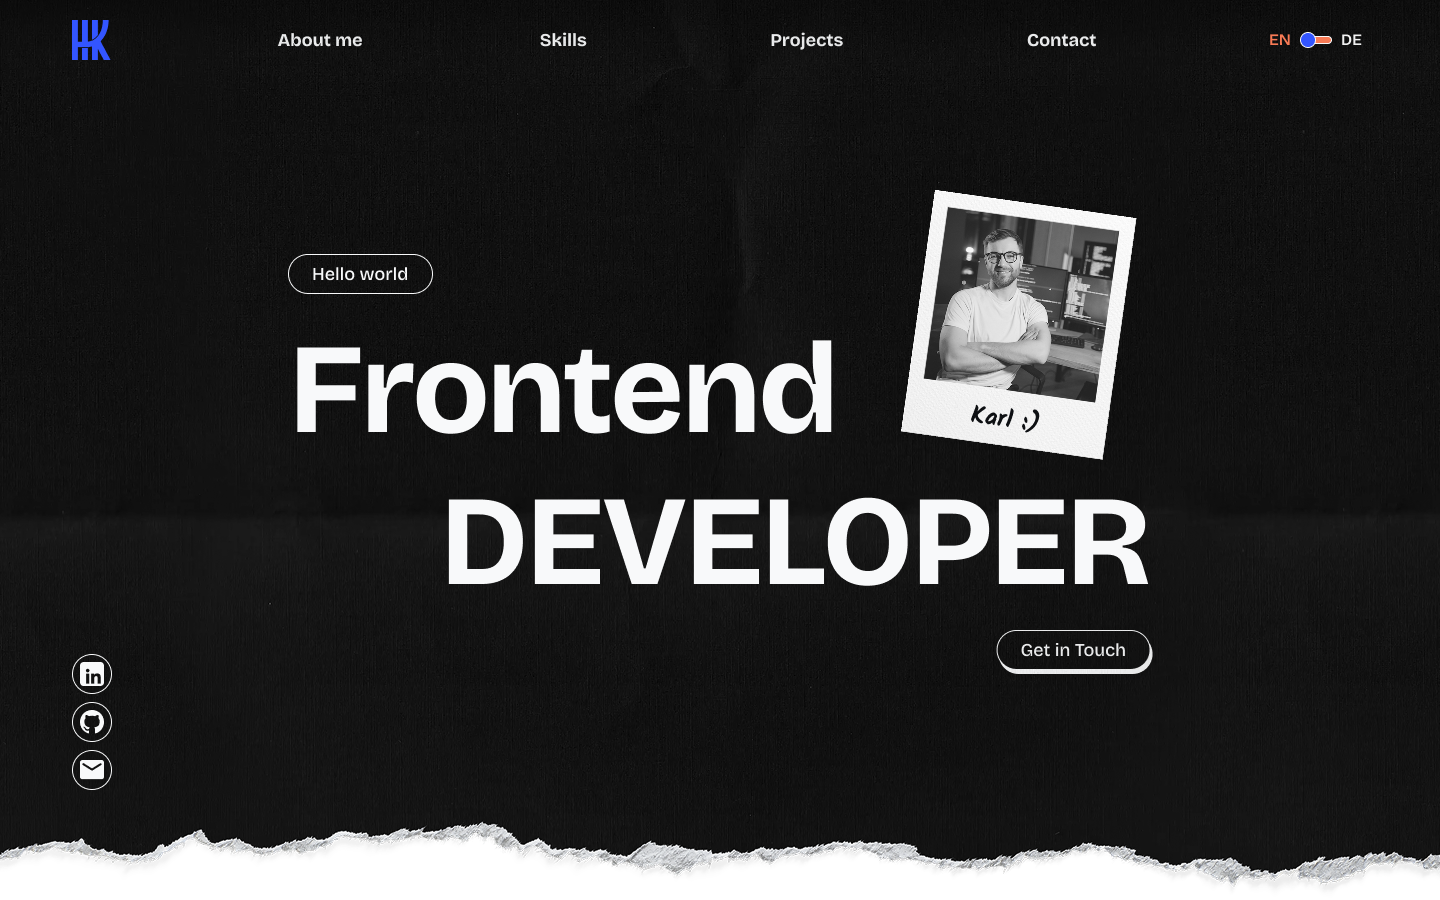 About me
Skills
Projects
Contact
EN
DE
Hello world
Frontend
Karl :)
DEVELOPER
Get in Touch